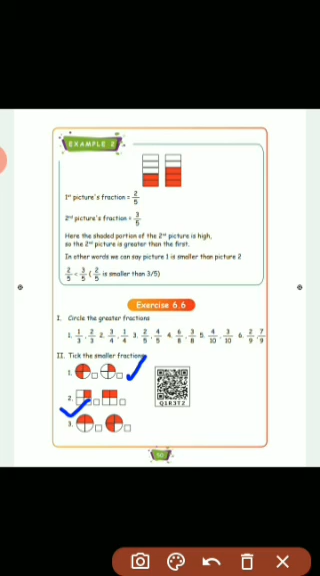 EXAMPLE 2
1st picture's fraction = 2/5
2nd picture's fraction = 3/5
Here the shaded portion of the 2nd picture is high,
so the 2nd picture is greater than the first.
In other words we can say picture 1 is smaller than picture 2
2/5 < 3/5 ( 2/5 is smaller than 3/5)
Exercise 6.6
I. Circle the greater fractions
1. 1/3, 2/3 2. 3/4, 1/4 3. 2/5, 4/5 4. 6/8, 3/8 5. 4/10, 3/10 6. 2/9, 7/9
II. Tick the smaller fractions
1.
2.
Q1R3T2
3.